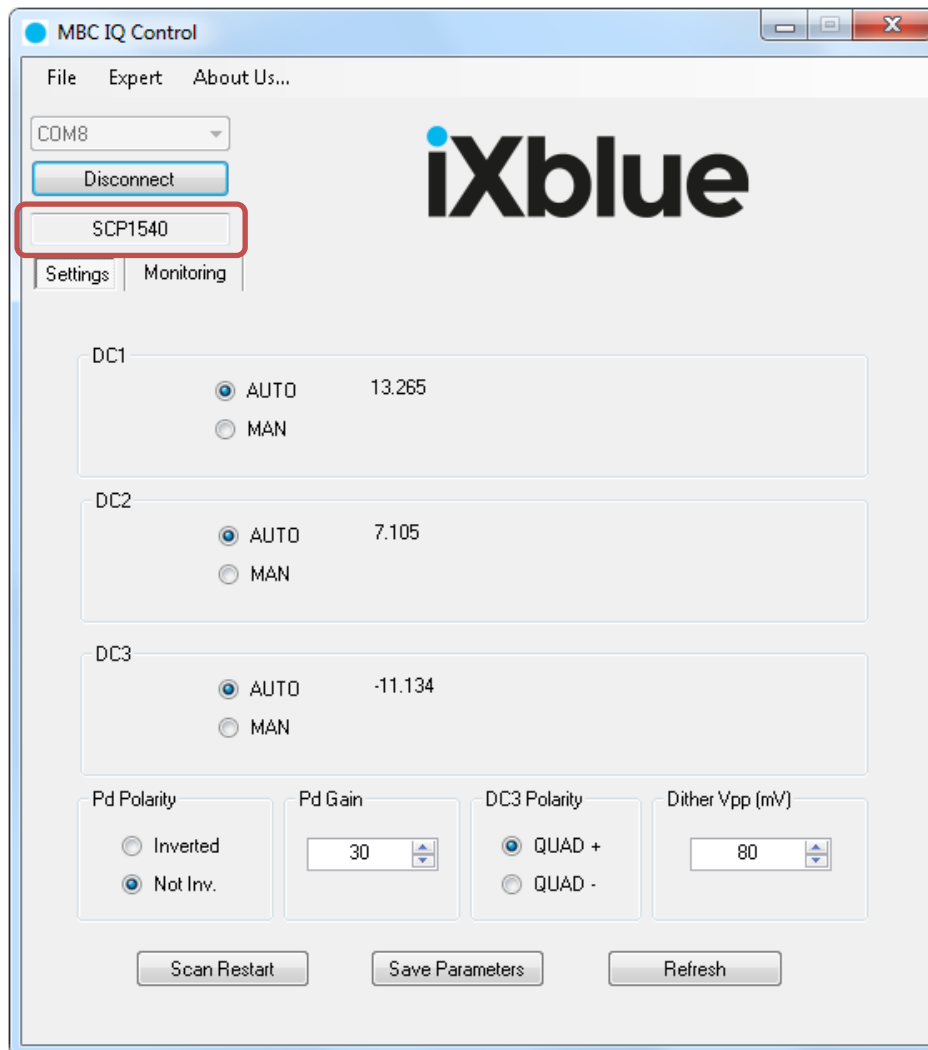 MBC IQ Control
File Expert About Us...
COM8
Disconnect
SCP1540
iXblue
Settings Monitoring
DC1
AUTO 13.265
MAN
DC2
AUTO 7.105
MAN
DC3
AUTO -11.134
MAN
Pd Polarity
Inverted
Not Inv.
Pd Gain
30
DC3 Polarity
QUAD +
QUAD -
Dither Vpp (mV)
80
Scan Restart Save Parameters Refresh